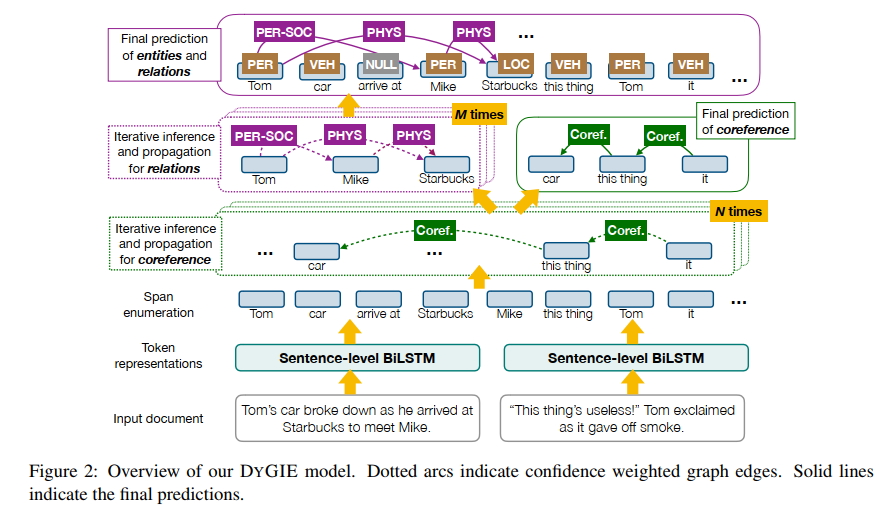 PER-SOC PHYS PHYS ...
Final prediction
of entities and
relations
PER VEH NULL PER LOC VEH PER VEH
Tom car arrive at Mike Starbucks this thing Tom it ...
M times
Iterative inference
and propagation
for relations
PER-SOC PHYS PHYS
Tom Mike Starbucks
Final prediction
of coreference
Coref. Coref.
car this thing it
N times
Iterative inference
and propagation
for coreference
Coref. Coref.
... car ... this thing it
Span
enumeration
Tom car arrive at Starbucks Mike this thing Tom it ...
Token
representations
Sentence-level BiLSTM Sentence-level BiLSTM
Input document
Tom's car broke down as he arrived at
Starbucks to meet Mike.
“This thing's useless!” Tom exclaimed
as it gave off smoke.
Figure 2: Overview of our DYGIE model. Dotted arcs indicate confidence weighted graph edges. Solid lines
indicate the final predictions.